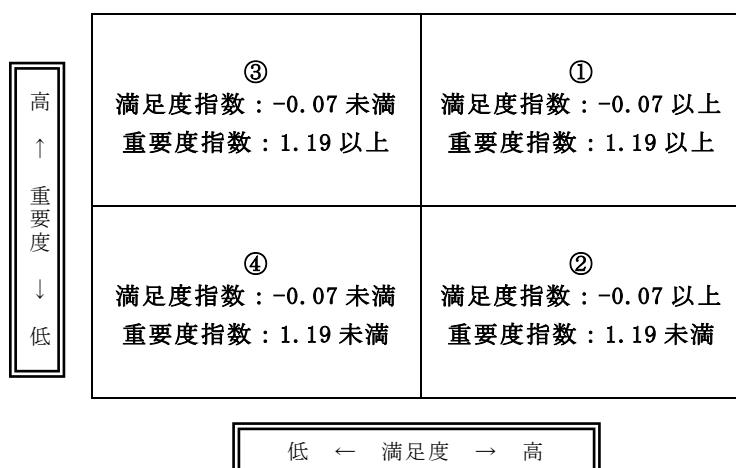 ③
満足度指数：-0.07 未満
重要度指数：1.19 以上
①
満足度指数：-0.07 以上
重要度指数：1.19 以上
高 ↑ 重要度 ↓ 低
④
満足度指数：-0.07 未満
重要度指数：1.19 未満
②
満足度指数：-0.07 以上
重要度指数：1.19 未満
低 ← 満足度 → 高